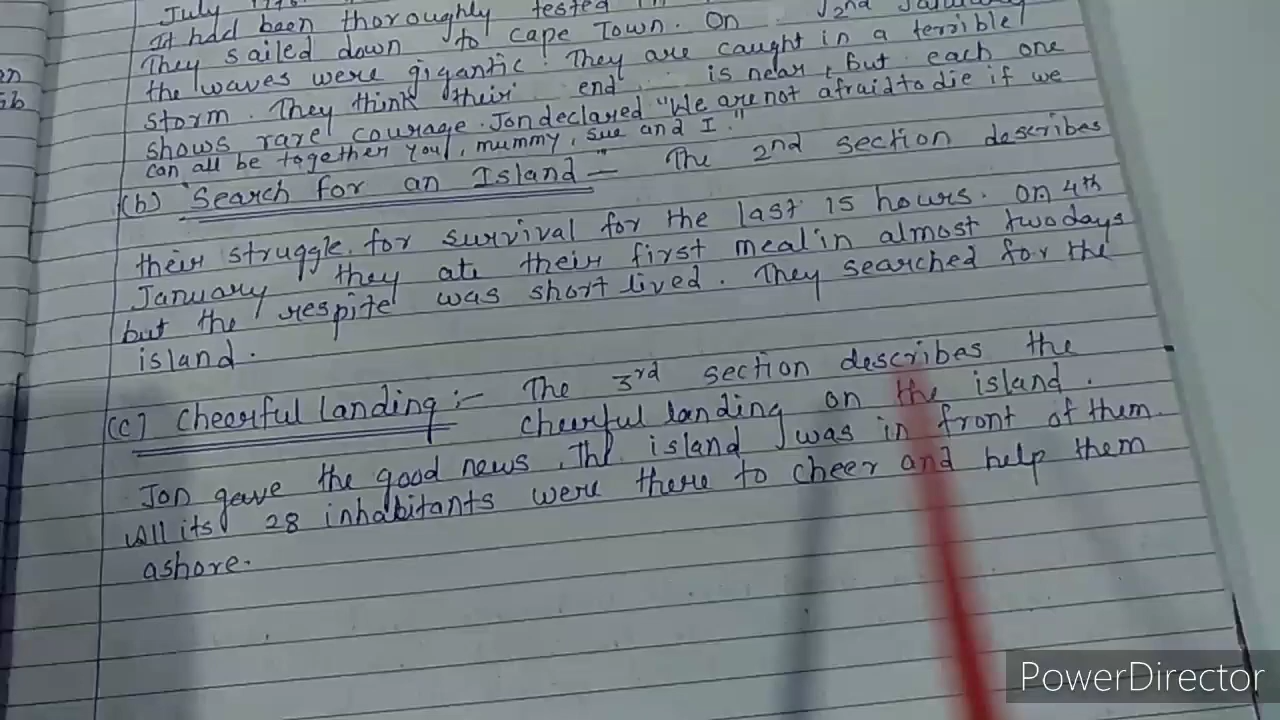 July
It had been thoroughly tested in
They sailed down to Cape Town. On 2nd January
the waves were gigantic. They are caught in a terrible
storm. They think their end is near, but each one
shows rare courage. Jon declared "We are not afraid to die if we
can all be together you, mummy, sue and I."
(b) "Search for an Island" - The 2nd section describes
their struggle for survival for the last 15 hours. On 4th
January they ate their first meal in almost two days
but the respite was short lived. They searched for the
island.
(c) Cheerful landing :- The 3rd section describes the
cheerful landing on the island.
Jon gave the good news. The island was in front of them.
All its 28 inhabitants were there to cheer and help them
ashore.
PowerDirector